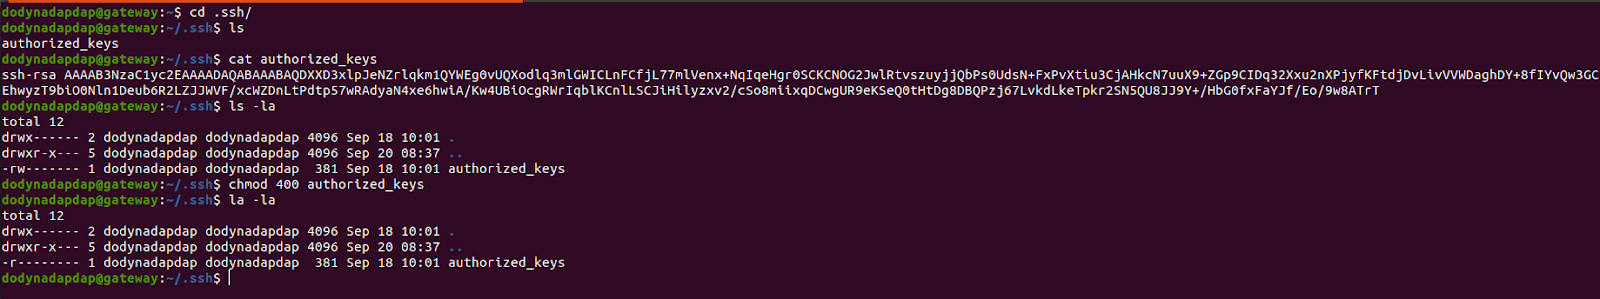 dodynadapdap@gateway:~$ cd .ssh/
dodynadapdap@gateway:~/.ssh$ ls
authorized_keys
dodynadapdap@gateway:~/.ssh$ cat authorized_keys
ssh-rsa AAAAB3NzaC1yc2EAAAADAQABAAABAQDXXD3xlpJeNZrlqkm1QYWEg0vUQXodlq3mlGWICLnFCfjL77mlVenx+NqIqeHgr0SCKCNOG2JwlRtvszuyjjQbPs0UdsN+FxPvXtiu3CjAHkcN7uuX9+ZGp9CIDq32Xxu2nXPjyfKFtdjDvLivVVWDaghDY+8fIYvQw3GC
EhwyzT9biO0Nln1Deub6R2LZJJWVF/xcWZDnLtPdtp57wRAdyaN4xe6hwiA/Kw4UBiOcgRWrIqblKCnlLSCJiHilyzxv2/cSo8miixqDCwgUR9eKSeQ0tHtDg8DBQPzj67LvkdLkeTpkr2SN5QU8JJ9Y+/HbG0fxFaYJf/Eo/9w8ATrT
dodynadapdap@gateway:~/.ssh$ ls -la
total 12
drwx------ 2 dodynadapdap dodynadapdap 4096 Sep 18 10:01 .
drwxr-x--- 5 dodynadapdap dodynadapdap 4096 Sep 20 08:37 ..
-rw------- 1 dodynadapdap dodynadapdap  381 Sep 18 10:01 authorized_keys
dodynadapdap@gateway:~/.ssh$ chmod 400 authorized_keys
dodynadapdap@gateway:~/.ssh$ la -la
total 12
drwx------ 2 dodynadapdap dodynadapdap 4096 Sep 18 10:01 .
drwxr-x--- 5 dodynadapdap dodynadapdap 4096 Sep 20 08:37 ..
-r-------- 1 dodynadapdap dodynadapdap  381 Sep 18 10:01 authorized_keys
dodynadapdap@gateway:~/.ssh$